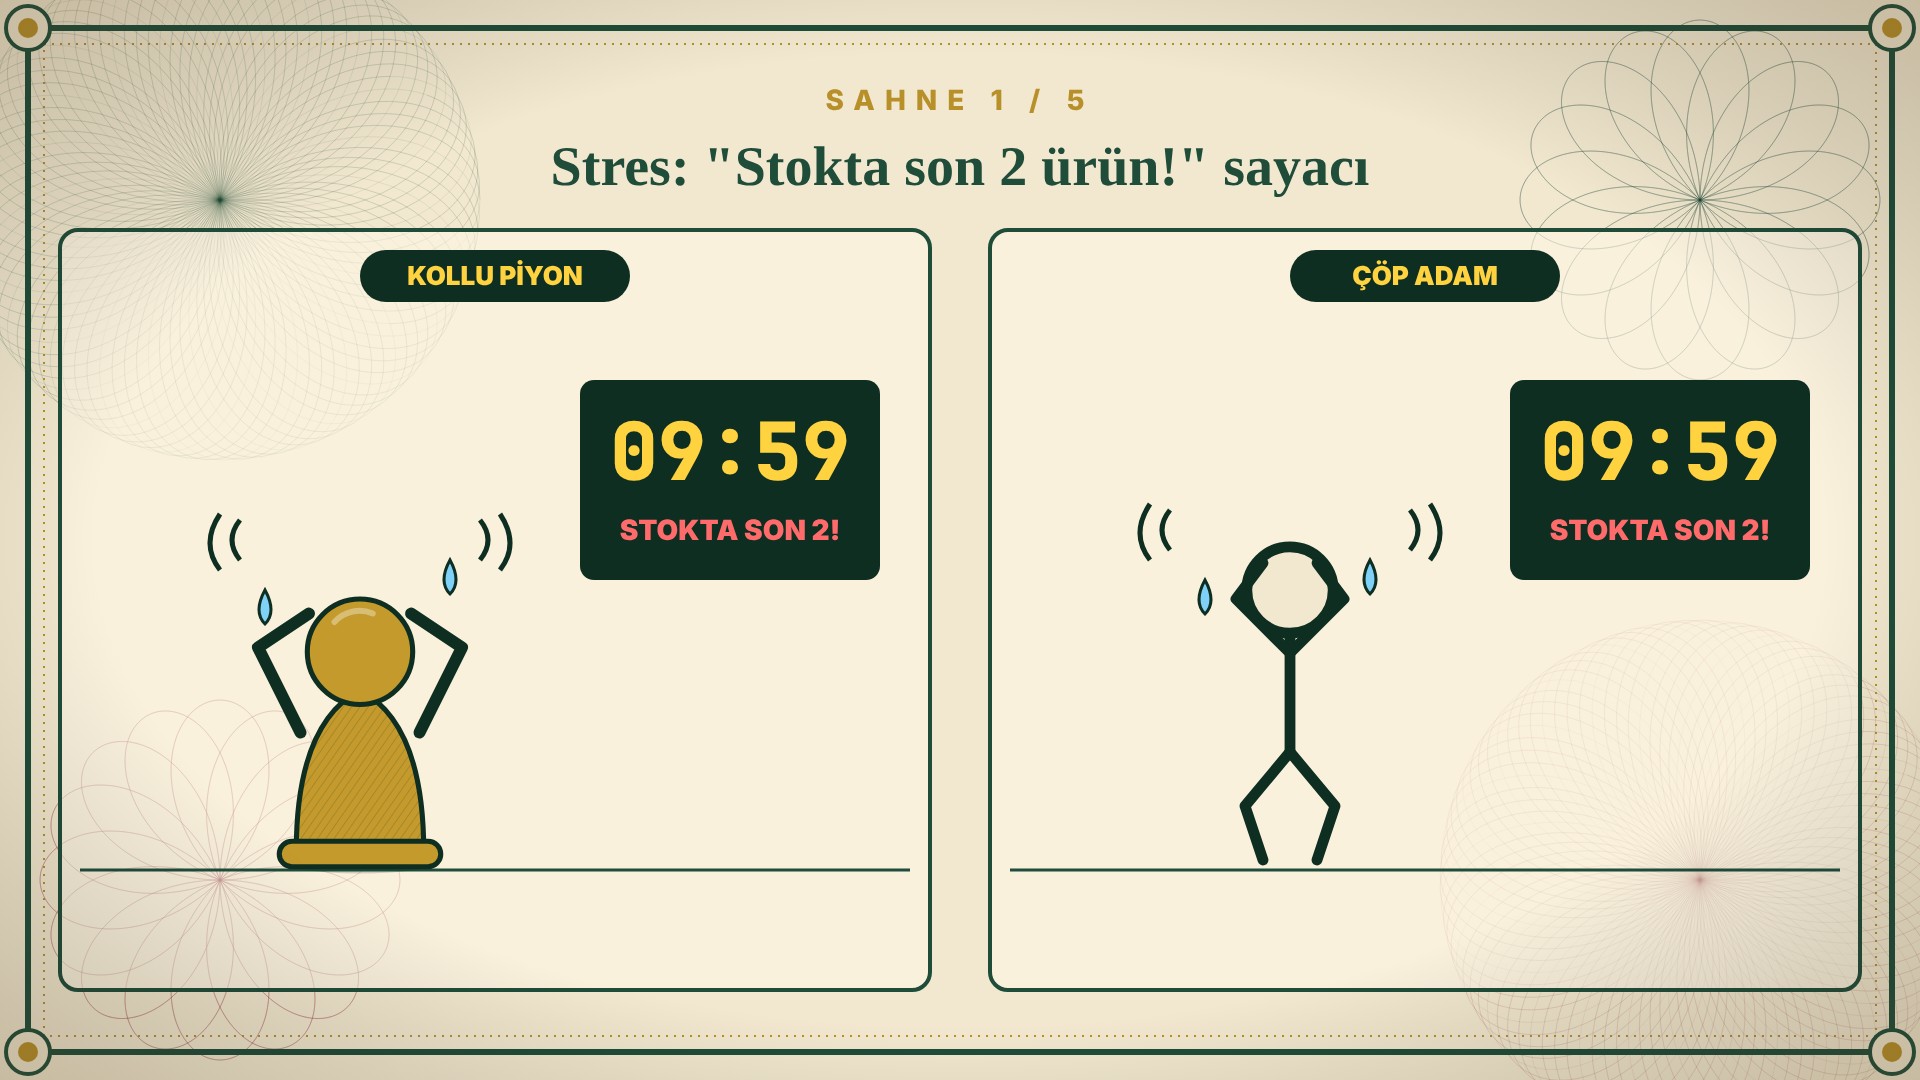 SAHNE 1 / 5
Stres: "Stokta son 2 ürün!" sayacı
KOLLU PİYON
09:59
STOKTA SON 2!
ÇÖP ADAM
09:59
STOKTA SON 2!